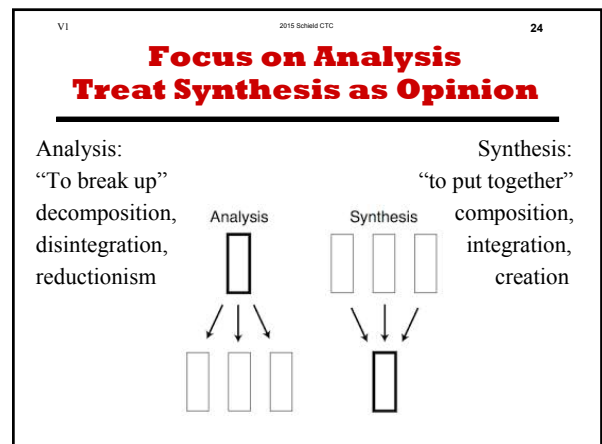 V1 2015 Schield CTC 24
Focus on Analysis
Treat Synthesis as Opinion
Analysis:
“To break up”
decomposition,
disintegration,
reductionism
Synthesis:
“to put together”
composition,
integration,
creation
Analysis
Synthesis